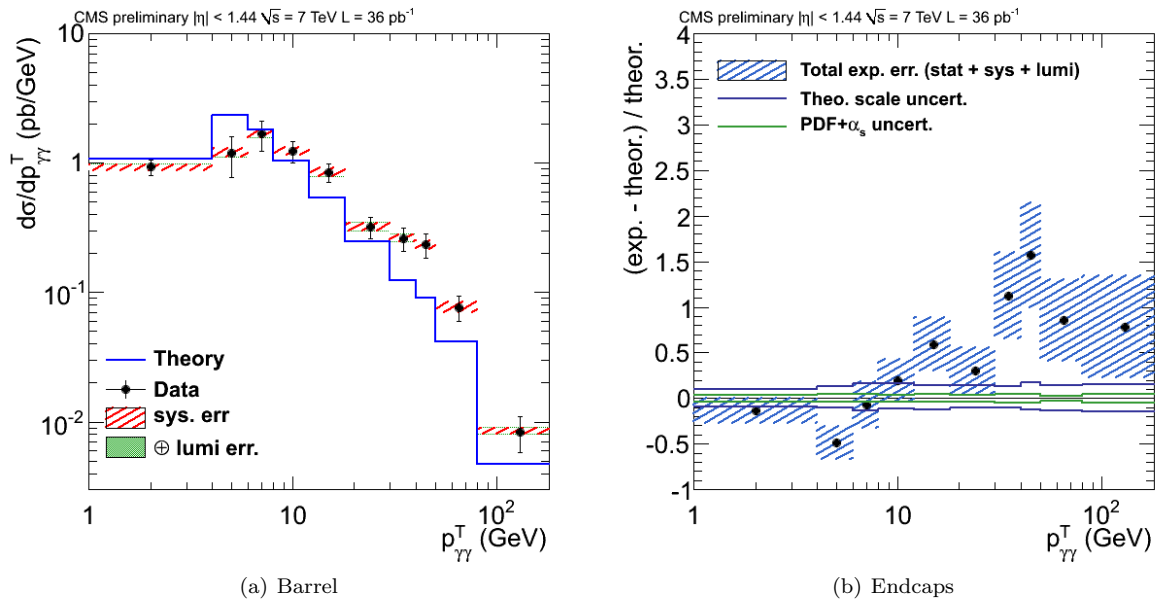 CMS preliminary |η| < 1.44 √s = 7 TeV L = 36 pb⁻¹
dσ/dp^T_γγ (pb/GeV)
10
1
10⁻¹
10⁻²
Theory
Data
sys. err
⊕ lumi err.
1 10 10²
p^T_γγ (GeV)
(a) Barrel
CMS preliminary |η| < 1.44 √s = 7 TeV L = 36 pb⁻¹
(exp. - theor.) / theor.
4
3.5
3
2.5
2
1.5
1
0.5
0
-0.5
-1
Total exp. err. (stat + sys + lumi)
Theo. scale uncert.
PDF+α_s uncert.
1 10 10²
p^T_γγ (GeV)
(b) Endcaps